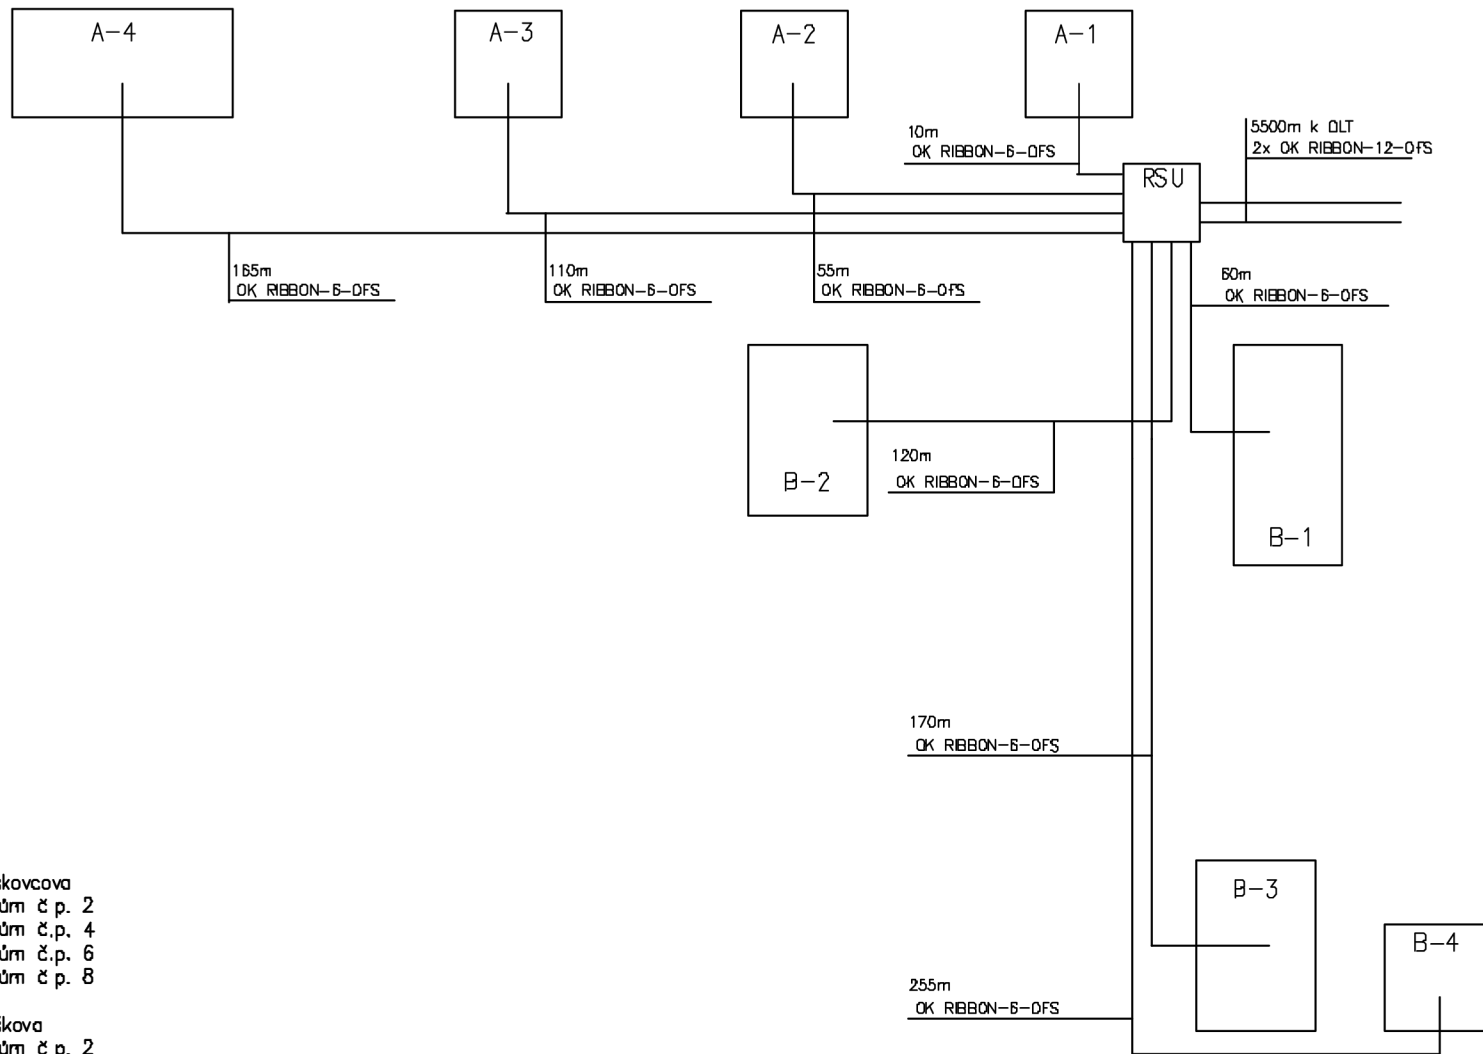 A-4
A-3
A-2
A-1
10m
OK RIBBON-6-OFS
5500m k OLT
2x OK RIBBON-12-OFS
RSU
165m
OK RIBBON-6-OFS
110m
OK RIBBON-6-OFS
55m
OK RIBBON-6-OFS
60m
OK RIBBON-6-OFS
120m
OK RIBBON-6-OFS
B-2
B-1
170m
OK RIBBON-6-OFS
B-3
B-4
255m
OK RIBBON-6-OFS
kovcova
ům č.p. 2
ům č.p. 4
ům č.p. 6
ům č.p. 8
škova
ům č.p. 2